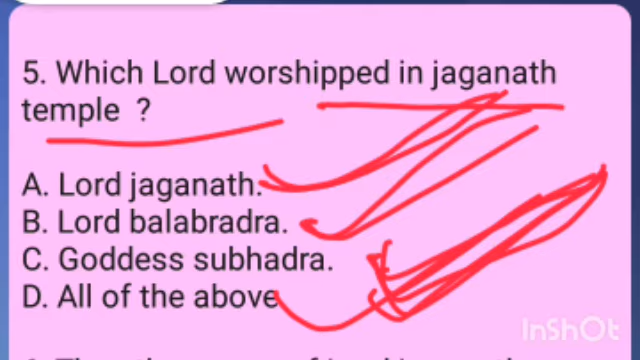 5. Which Lord worshipped in jaganath
temple ?
A. Lord jaganath.
B. Lord balabradra.
C. Goddess subhadra.
D. All of the above
InShOt